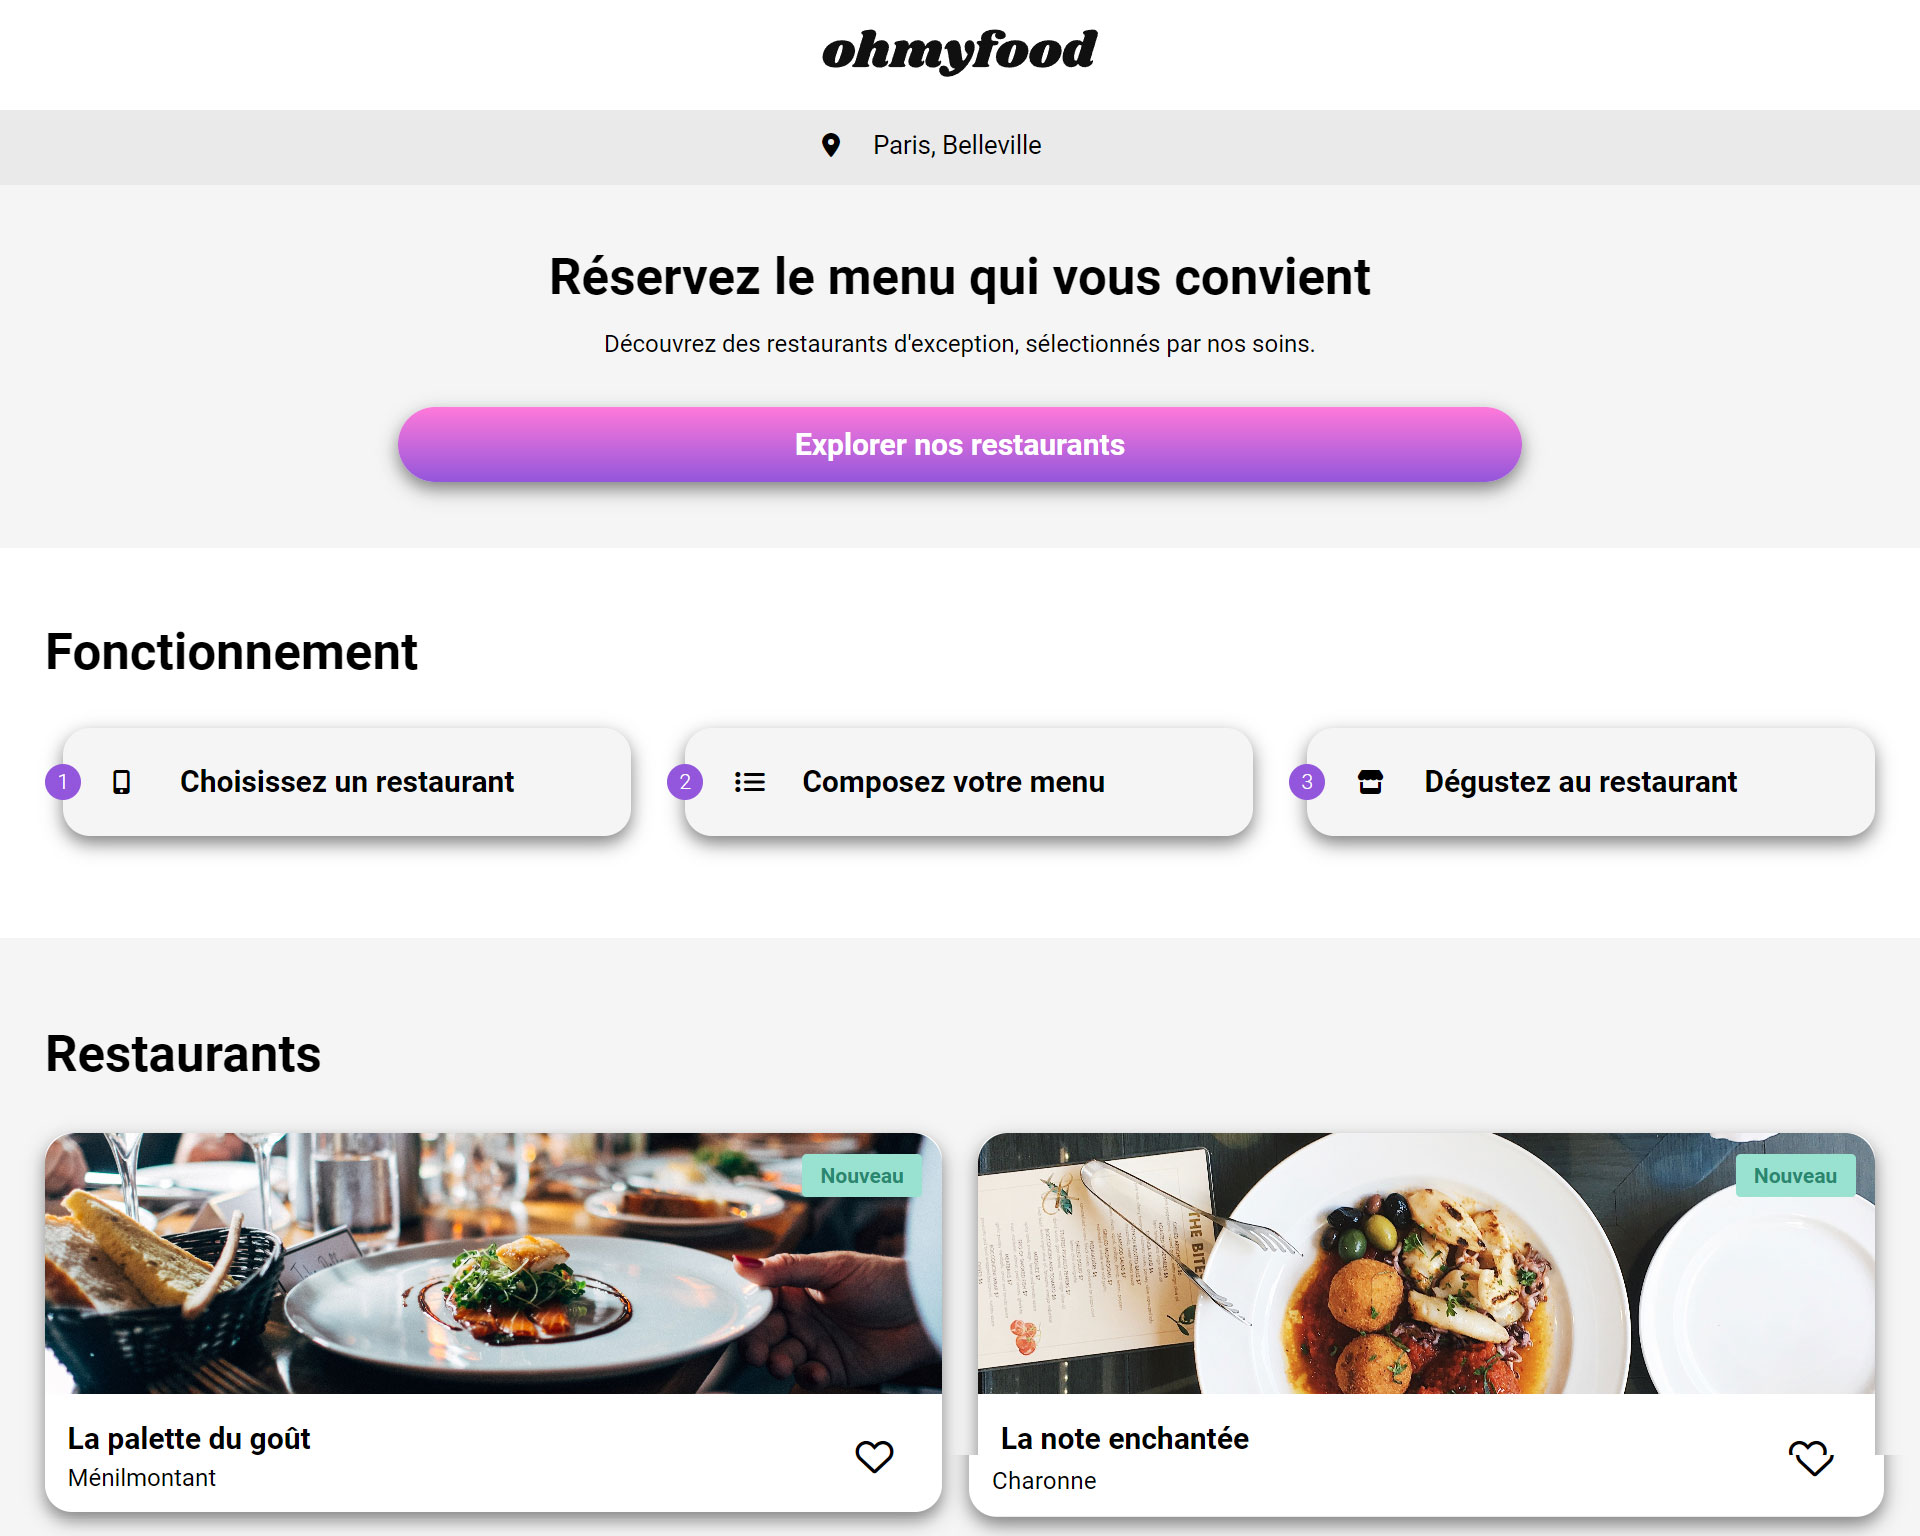 ohmyfood
Paris, Belleville
Réservez le menu qui vous convient
Découvrez des restaurants d'exception, sélectionnés par nos soins.
Explorer nos restaurants
Fonctionnement
1 Choisissez un restaurant
2 Composez votre menu
3 Dégustez au restaurant
Restaurants
Nouveau
THE BITE
Nouveau
La palette du goût
Ménilmontant
La note enchantée
Charonne